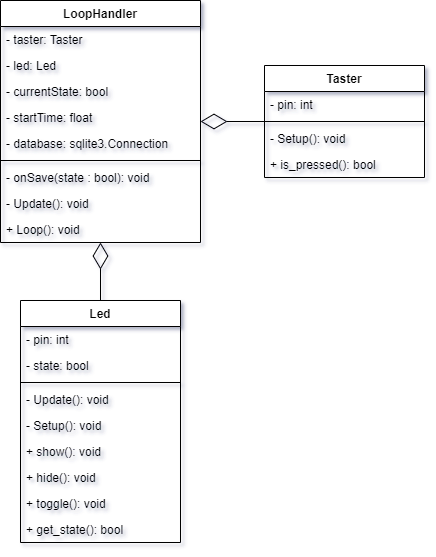 LoopHandler
- taster: Taster
- led: Led
- currentState: bool
- startTime: float
- database: sqlite3.Connection
- onSave(state : bool): void
- Update(): void
+ Loop(): void
Taster
- pin: int
- Setup(): void
+ is_pressed(): bool
Led
- pin: int
- state: bool
- Update(): void
- Setup(): void
+ show(): void
+ hide(): void
+ toggle(): void
+ get_state(): bool